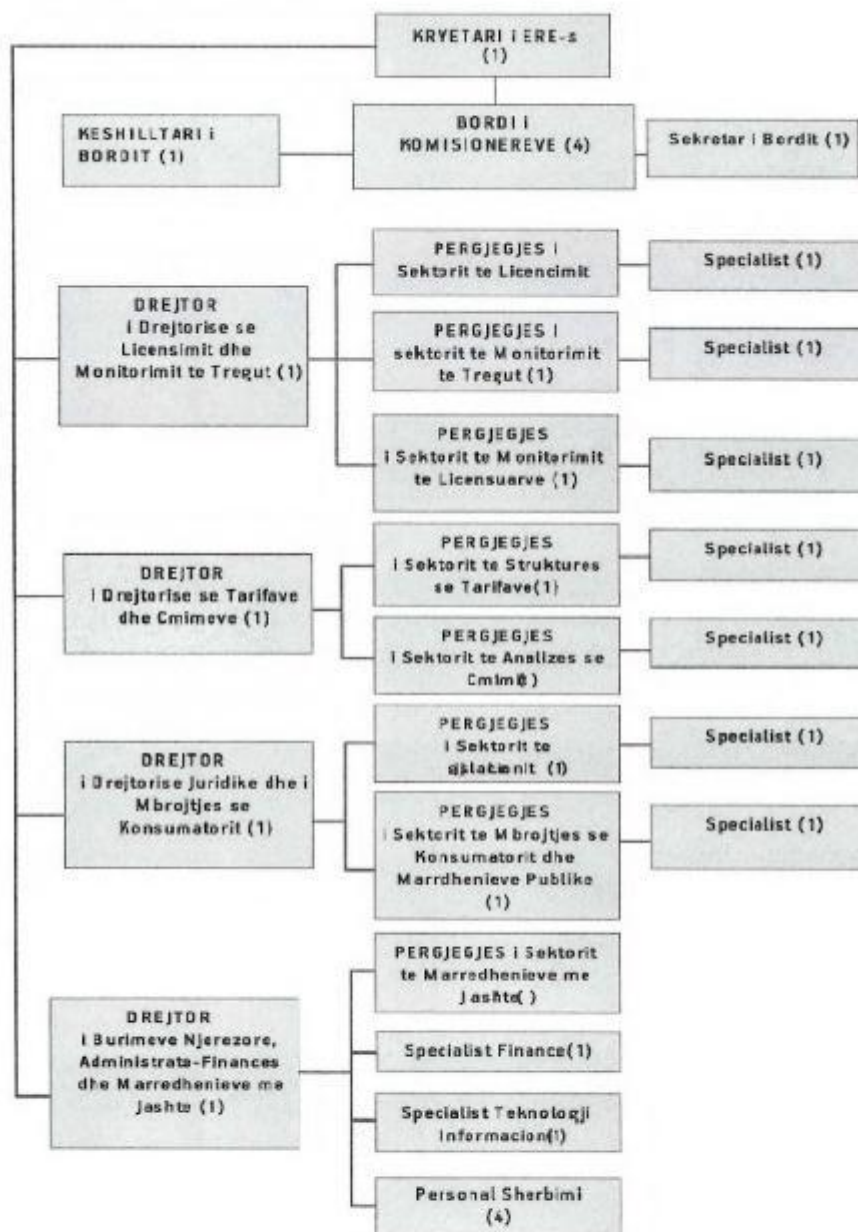 KRYETARI i ERE-s
(1)
KESHILLTARI i
BORDIT (1)
BORDI i
KOMISIONEREVE (4)
Sekretar i Bordit (1)
DREJTOR
i Drejtorise se
Licensimit dhe
Monitorimit te Tregut (1)
PERGJEGJES i
Sektorit te Licencimit
Specialist (1)
PERGJEGJES i
sektorit te Monitorimit
te Tregut (1)
Specialist (1)
PERGJEGJES
i Sektorit te Monitorimit
te Licensuarve (1)
Specialist (1)
DREJTOR
i Drejtorise se Tarifave
dhe Cmimeve (1)
PERGJEGJES
i Sektorit te Struktures
se Tarifave(1)
Specialist (1)
PERGJEGJES
i Sektorit te Analizes se
Specialist (1)
DREJTOR
i Drejtorise Juridike dhe i
Mbrojtjes se
Konsumatorit (1)
PERGJEGJES
i Sektorit te
(1)
Specialist (1)
PERGJEGJES
i Sektorit te Mbrojtjes se
Konsumatorit dhe
Marrdhenieve Publike
(1)
Specialist (1)
DREJTOR
i Burimeve Njerezore,
Administrate-Finances
dhe Marredhenieve me
Jashte (1)
PERGJEGJES i Sektorit
te Marredhenieve me
Jashte( )
Specialist Finance(1)
Specialist Teknologji
Informacion(1)
Personal Sherbimi
(4)